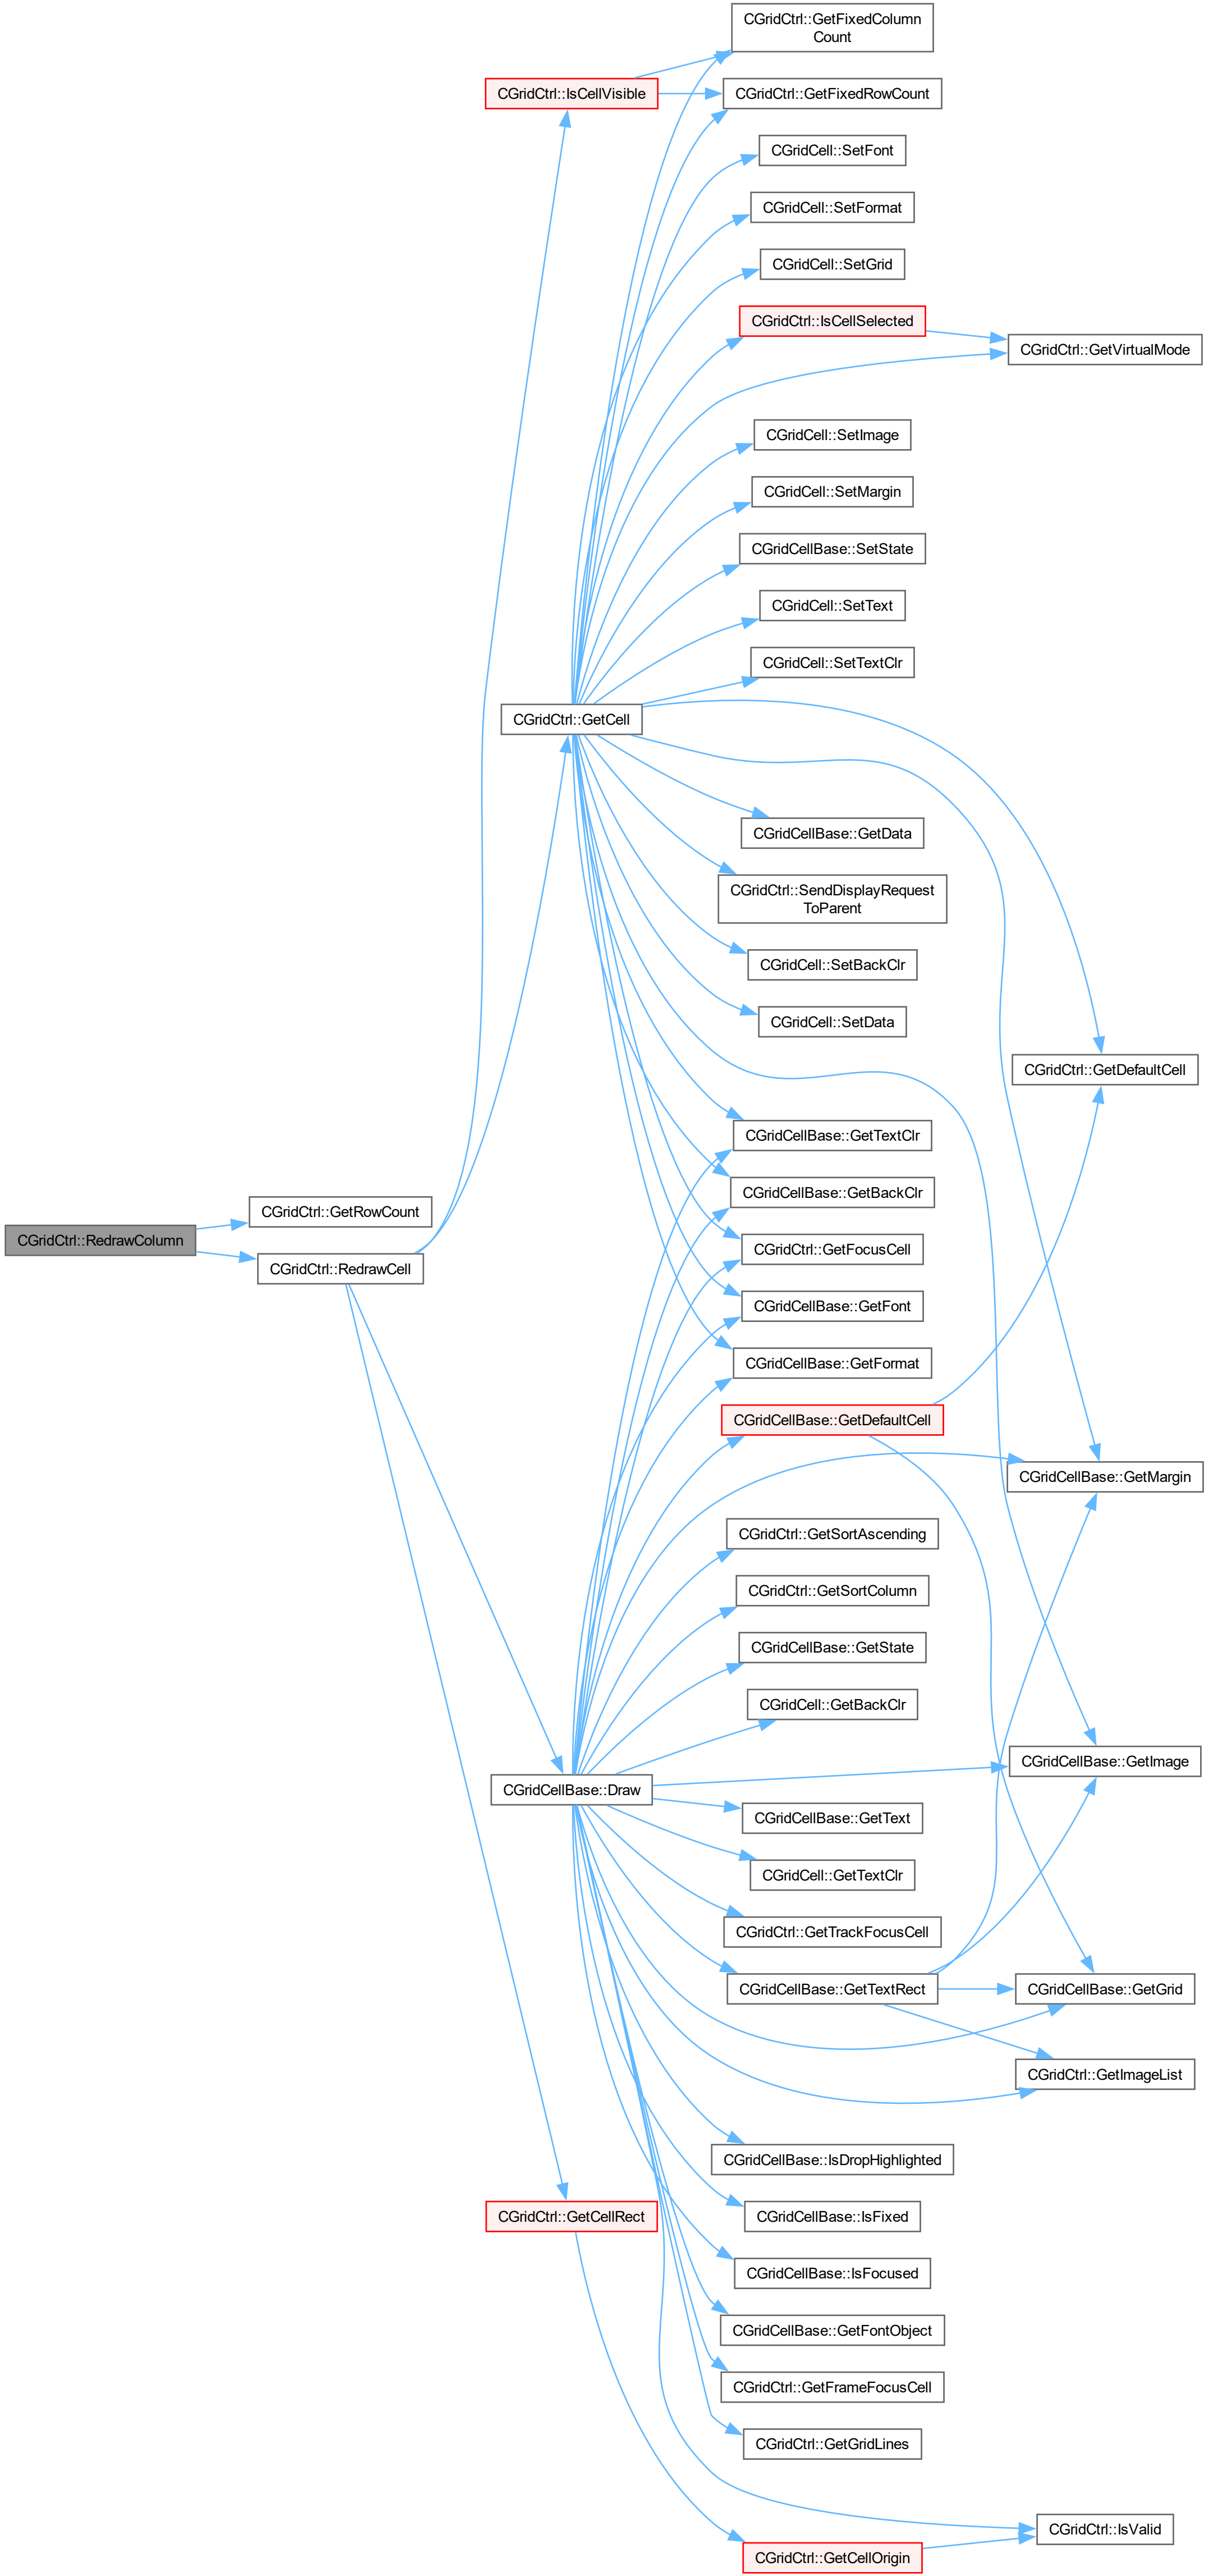 CGridCtrl::GetFixedColumn
Count
CGridCtrl::IsCellVisible
CGridCtrl::GetFixedRowCount
CGridCell::SetFont
CGridCell::SetFormat
CGridCell::SetGrid
CGridCtrl::IsCellSelected
CGridCtrl::GetVirtualMode
CGridCell::SetImage
CGridCell::SetMargin
CGridCellBase::SetState
CGridCell::SetText
CGridCell::SetTextClr
CGridCtrl::GetCell
CGridCellBase::GetData
CGridCtrl::SendDisplayRequest
ToParent
CGridCell::SetBackClr
CGridCell::SetData
CGridCtrl::GetDefaultCell
CGridCellBase::GetTextClr
CGridCellBase::GetBackClr
CGridCtrl::GetRowCount
CGridCtrl::RedrawColumn
CGridCtrl::GetFocusCell
CGridCtrl::RedrawCell
CGridCellBase::GetFont
CGridCellBase::GetFormat
CGridCellBase::GetDefaultCell
CGridCellBase::GetMargin
CGridCtrl::GetSortAscending
CGridCtrl::GetSortColumn
CGridCellBase::GetState
CGridCell::GetBackClr
CGridCellBase::GetImage
CGridCellBase::Draw
CGridCellBase::GetText
CGridCell::GetTextClr
CGridCtrl::GetTrackFocusCell
CGridCellBase::GetTextRect
CGridCellBase::GetGrid
CGridCtrl::GetImageList
CGridCellBase::IsDropHighlighted
CGridCtrl::GetCellRect
CGridCellBase::IsFixed
CGridCellBase::IsFocused
CGridCellBase::GetFontObject
CGridCtrl::GetFrameFocusCell
CGridCtrl::GetGridLines
CGridCtrl::IsValid
CGridCtrl::GetCellOrigin